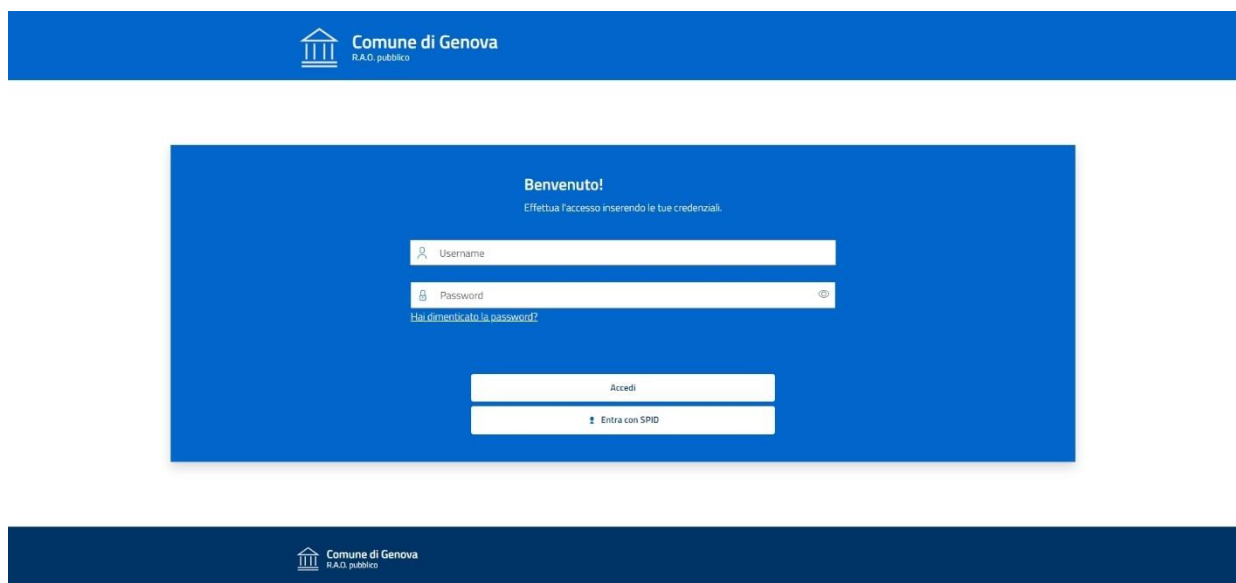 Comune di Genova
R.A.O. pubblico
Benvenuto!
Effettua l'accesso inserendo le tue credenziali.
Username
Password
Hai dimenticato la password?
Accedi
Entra con SPID
Comune di Genova
R.A.O. pubblico